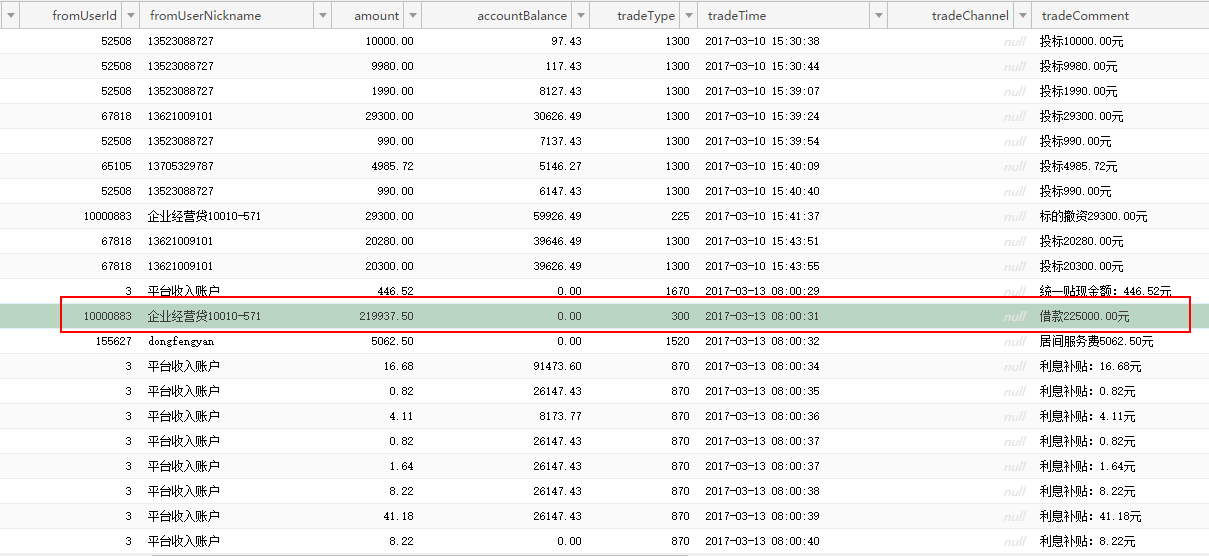 fromUserId fromUserNickname amount accountBalance tradeType tradeTime tradeChannel tradeComment
52508 13523088727 10000.00 97.43 1300 2017-03-10 15:30:38 null 投标10000.00元
52508 13523088727 9980.00 117.43 1300 2017-03-10 15:30:44 null 投标9980.00元
52508 13523088727 1990.00 8127.43 1300 2017-03-10 15:39:07 null 投标1990.00元
67818 13621009101 29300.00 30626.49 1300 2017-03-10 15:39:24 null 投标29300.00元
52508 13523088727 990.00 7137.43 1300 2017-03-10 15:39:54 null 投标990.00元
65105 13705329787 4985.72 5146.27 1300 2017-03-10 15:40:09 null 投标4985.72元
52508 13523088727 990.00 6147.43 1300 2017-03-10 15:40:40 null 投标990.00元
10000883 企业经营贷10010-571 29300.00 59926.49 225 2017-03-10 15:41:37 null 标的撤资29300.00元
67818 13621009101 20280.00 39646.49 1300 2017-03-10 15:43:51 null 投标20280.00元
67818 13621009101 20300.00 39626.49 1300 2017-03-10 15:43:55 null 投标20300.00元
3 平台收入账户 446.52 0.00 1670 2017-03-13 08:00:29 null 统一贴现金额：446.52元
10000883 企业经营贷10010-571 219937.50 0.00 300 2017-03-13 08:00:31 null 借款225000.00元
155627 dongfengyan 5062.50 0.00 1520 2017-03-13 08:00:32 null 居间服务费5062.50元
3 平台收入账户 16.68 91473.60 870 2017-03-13 08:00:34 null 利息补贴：16.68元
3 平台收入账户 0.82 26147.43 870 2017-03-13 08:00:35 null 利息补贴：0.82元
3 平台收入账户 4.11 8173.77 870 2017-03-13 08:00:36 null 利息补贴：4.11元
3 平台收入账户 0.82 26147.43 870 2017-03-13 08:00:37 null 利息补贴：0.82元
3 平台收入账户 1.64 26147.43 870 2017-03-13 08:00:37 null 利息补贴：1.64元
3 平台收入账户 8.22 26147.43 870 2017-03-13 08:00:38 null 利息补贴：8.22元
3 平台收入账户 41.18 26147.43 870 2017-03-13 08:00:39 null 利息补贴：41.18元
3 平台收入账户 8.22 0.00 870 2017-03-13 08:00:40 null 利息补贴：8.22元